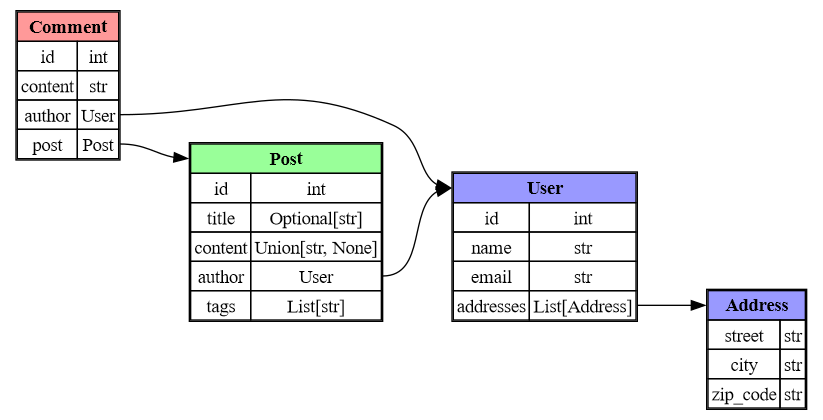 Comment
id int
content str
author User
post Post
Post
id int
title Optional[str]
content Union[str, None]
author User
tags List[str]
User
id int
name str
email str
addresses List[Address]
Address
street str
city str
zip_code str